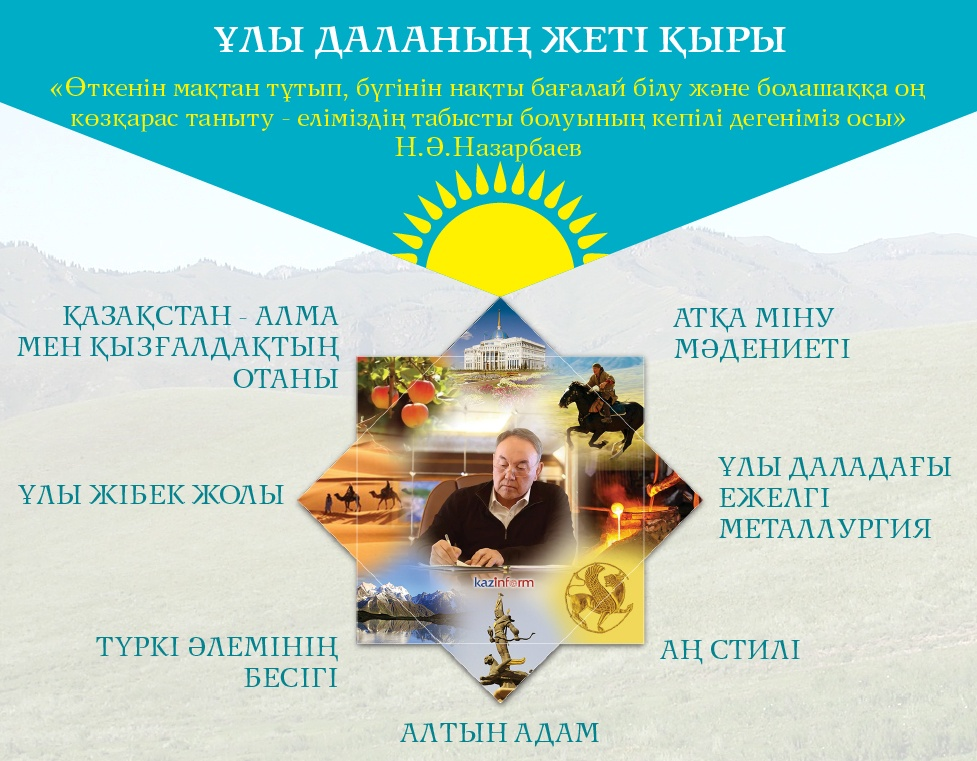 ҰЛЫ ДАЛАНЫҢ ЖЕТІ ҚЫРЫ
«Өткенін мақтан тұтып, бүгінін нақты бағалай білу және болашаққа оң
көзқарас таныту - еліміздің табысты болуының кепілі дегеніміз осы»
Н.Ә.Назарбаев
ҚАЗАҚСТАН - АЛМА
МЕН ҚЫЗҒАЛДАҚТЫҢ
ОТАНЫ
АТҚА МІНУ
МӘДЕНИЕТІ
ҰЛЫ ЖІБЕК ЖОЛЫ
ҰЛЫ ДАЛАДАҒЫ
ЕЖЕЛГІ
МЕТАЛЛУРГИЯ
kazinform
ТҮРКІ ӘЛЕМІНІҢ
БЕСІГІ
АҢ СТИЛІ
АЛТЫН АДАМ